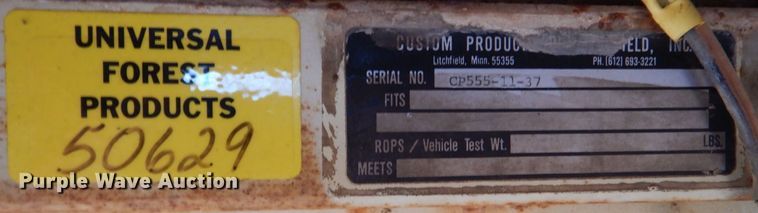 UNIVERSAL
FOREST
PRODUCTS
50629
CUSTOM PRODUCT FIELD, INC.
Litchfield, Minn. 55355 PH. (612) 693-3221
SERIAL NO. CP555-11-37
FITS
ROPS / Vehicle Test Wt. LBS.
MEETS
Purple Wave Auction